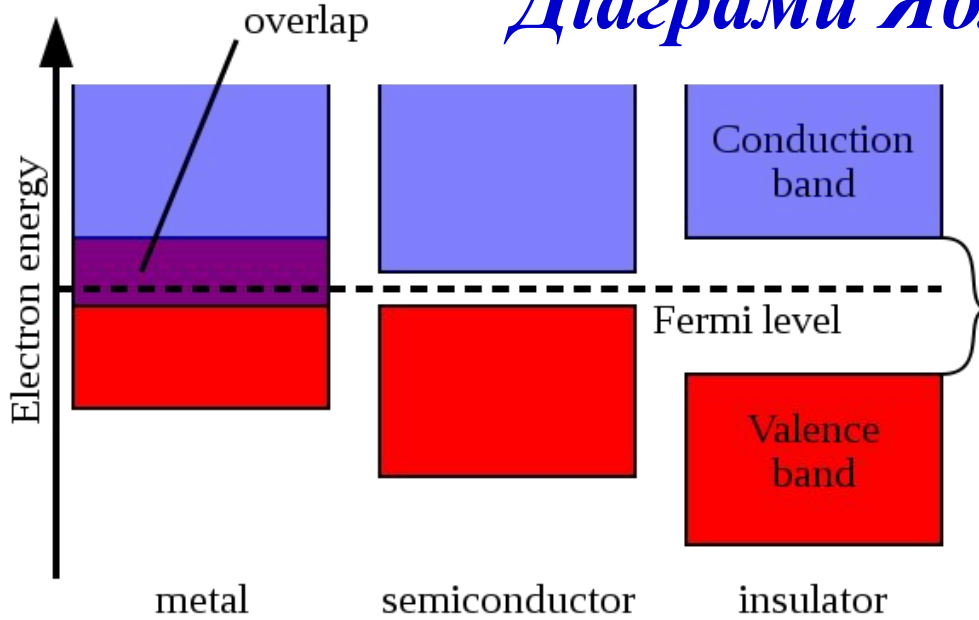 Діаграми
overlap
Electron energy
Conduction
band
Fermi level
Valence
band
metal
semiconductor
insulator